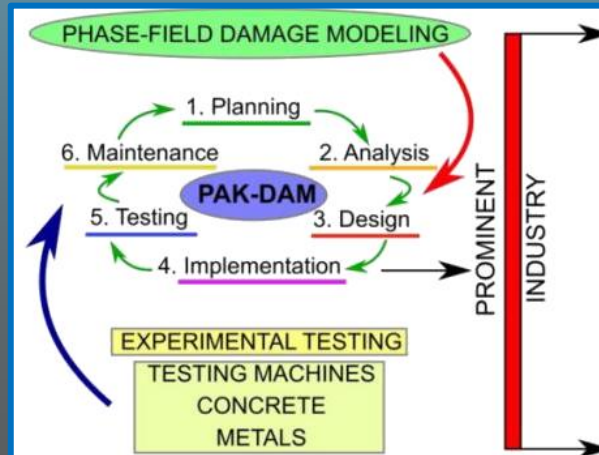 PHASE-FIELD DAMAGE MODELING
1. Planning
6. Maintenance
2. Analysis
PAK-DAM
5. Testing
3. Design
4. Implementation
EXPERIMENTAL TESTING
TESTING MACHINES
CONCRETE
METALS
PROMINENT
INDUSTRY